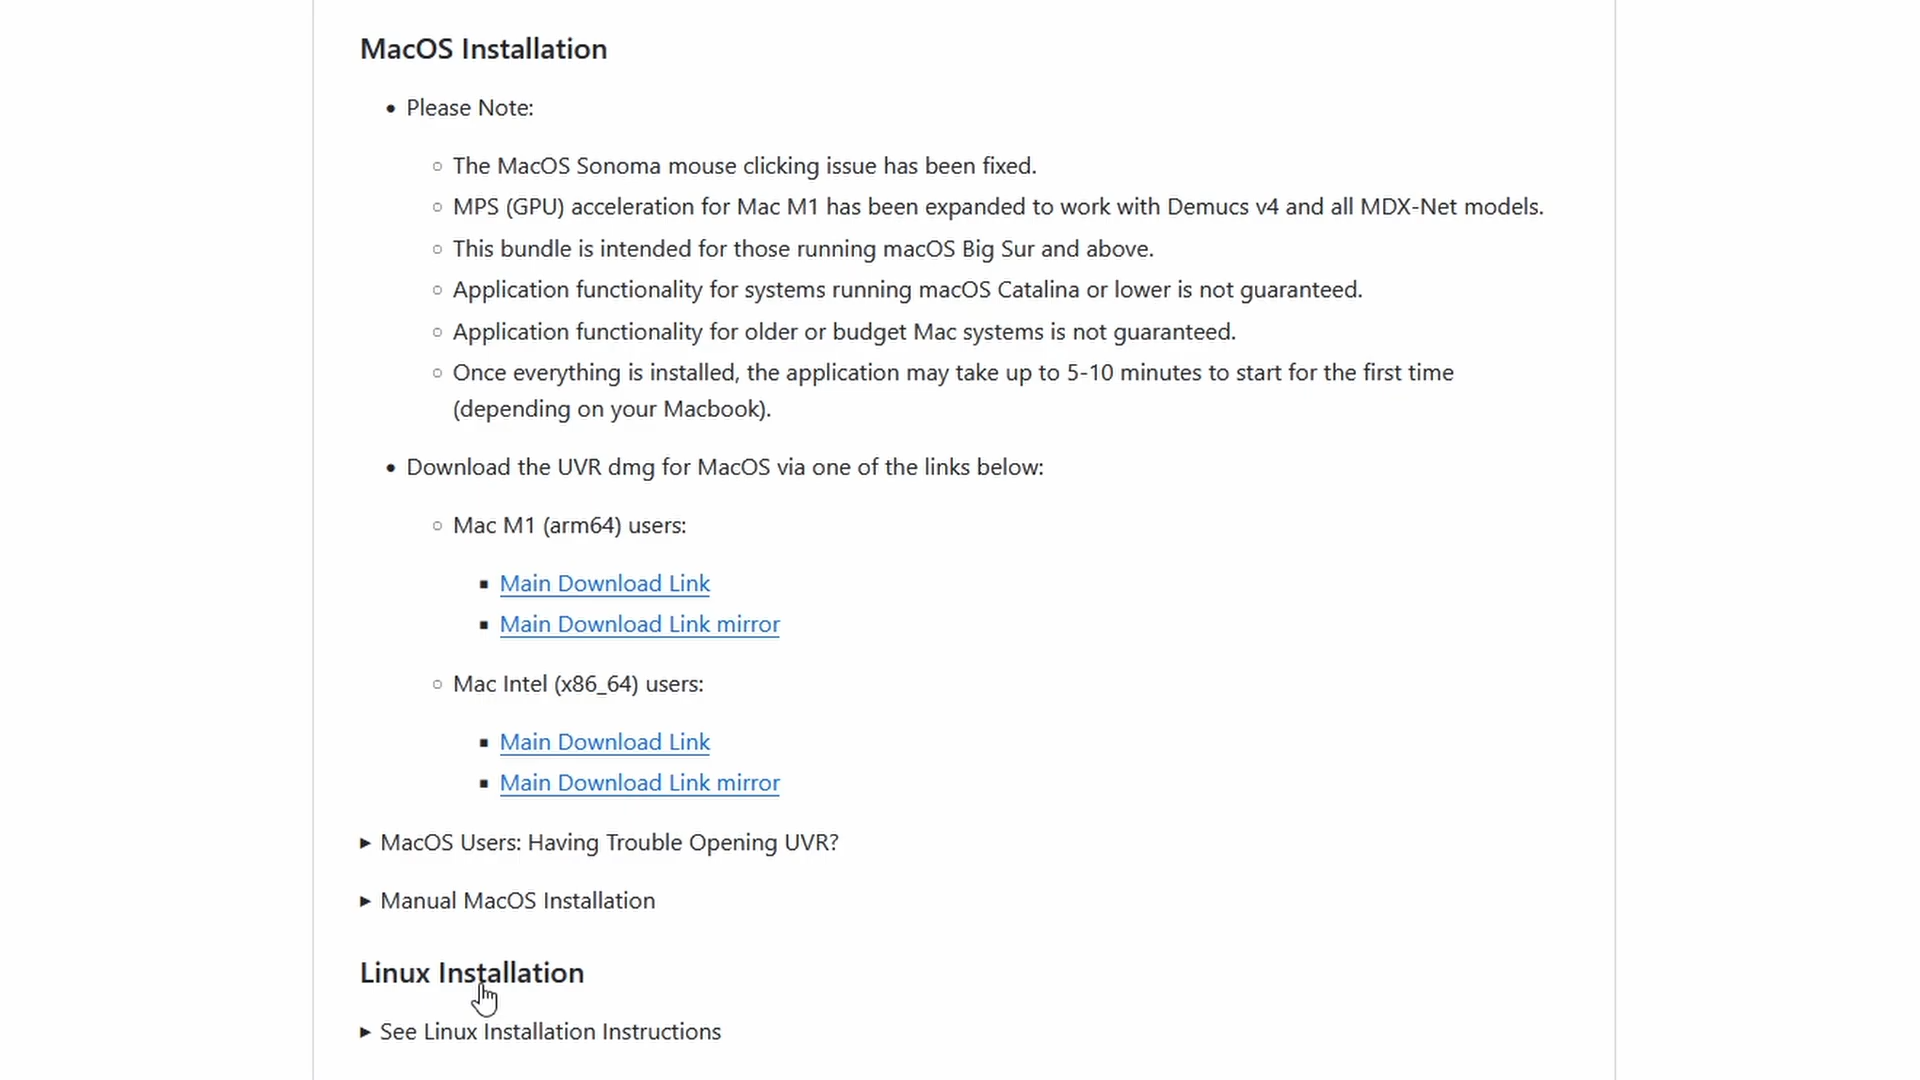 MacOS Installation
Please Note:
The MacOS Sonoma mouse clicking issue has been fixed.
MPS (GPU) acceleration for Mac M1 has been expanded to work with Demucs v4 and all MDX-Net models.
This bundle is intended for those running macOS Big Sur and above.
Application functionality for systems running macOS Catalina or lower is not guaranteed.
Application functionality for older or budget Mac systems is not guaranteed.
Once everything is installed, the application may take up to 5-10 minutes to start for the first time
(depending on your Macbook).
Download the UVR dmg for MacOS via one of the links below:
Mac M1 (arm64) users:
Main Download Link
Main Download Link mirror
Mac Intel (x86_64) users:
Main Download Link
Main Download Link mirror
MacOS Users: Having Trouble Opening UVR?
Manual MacOS Installation
Linux Installation
See Linux Installation Instructions